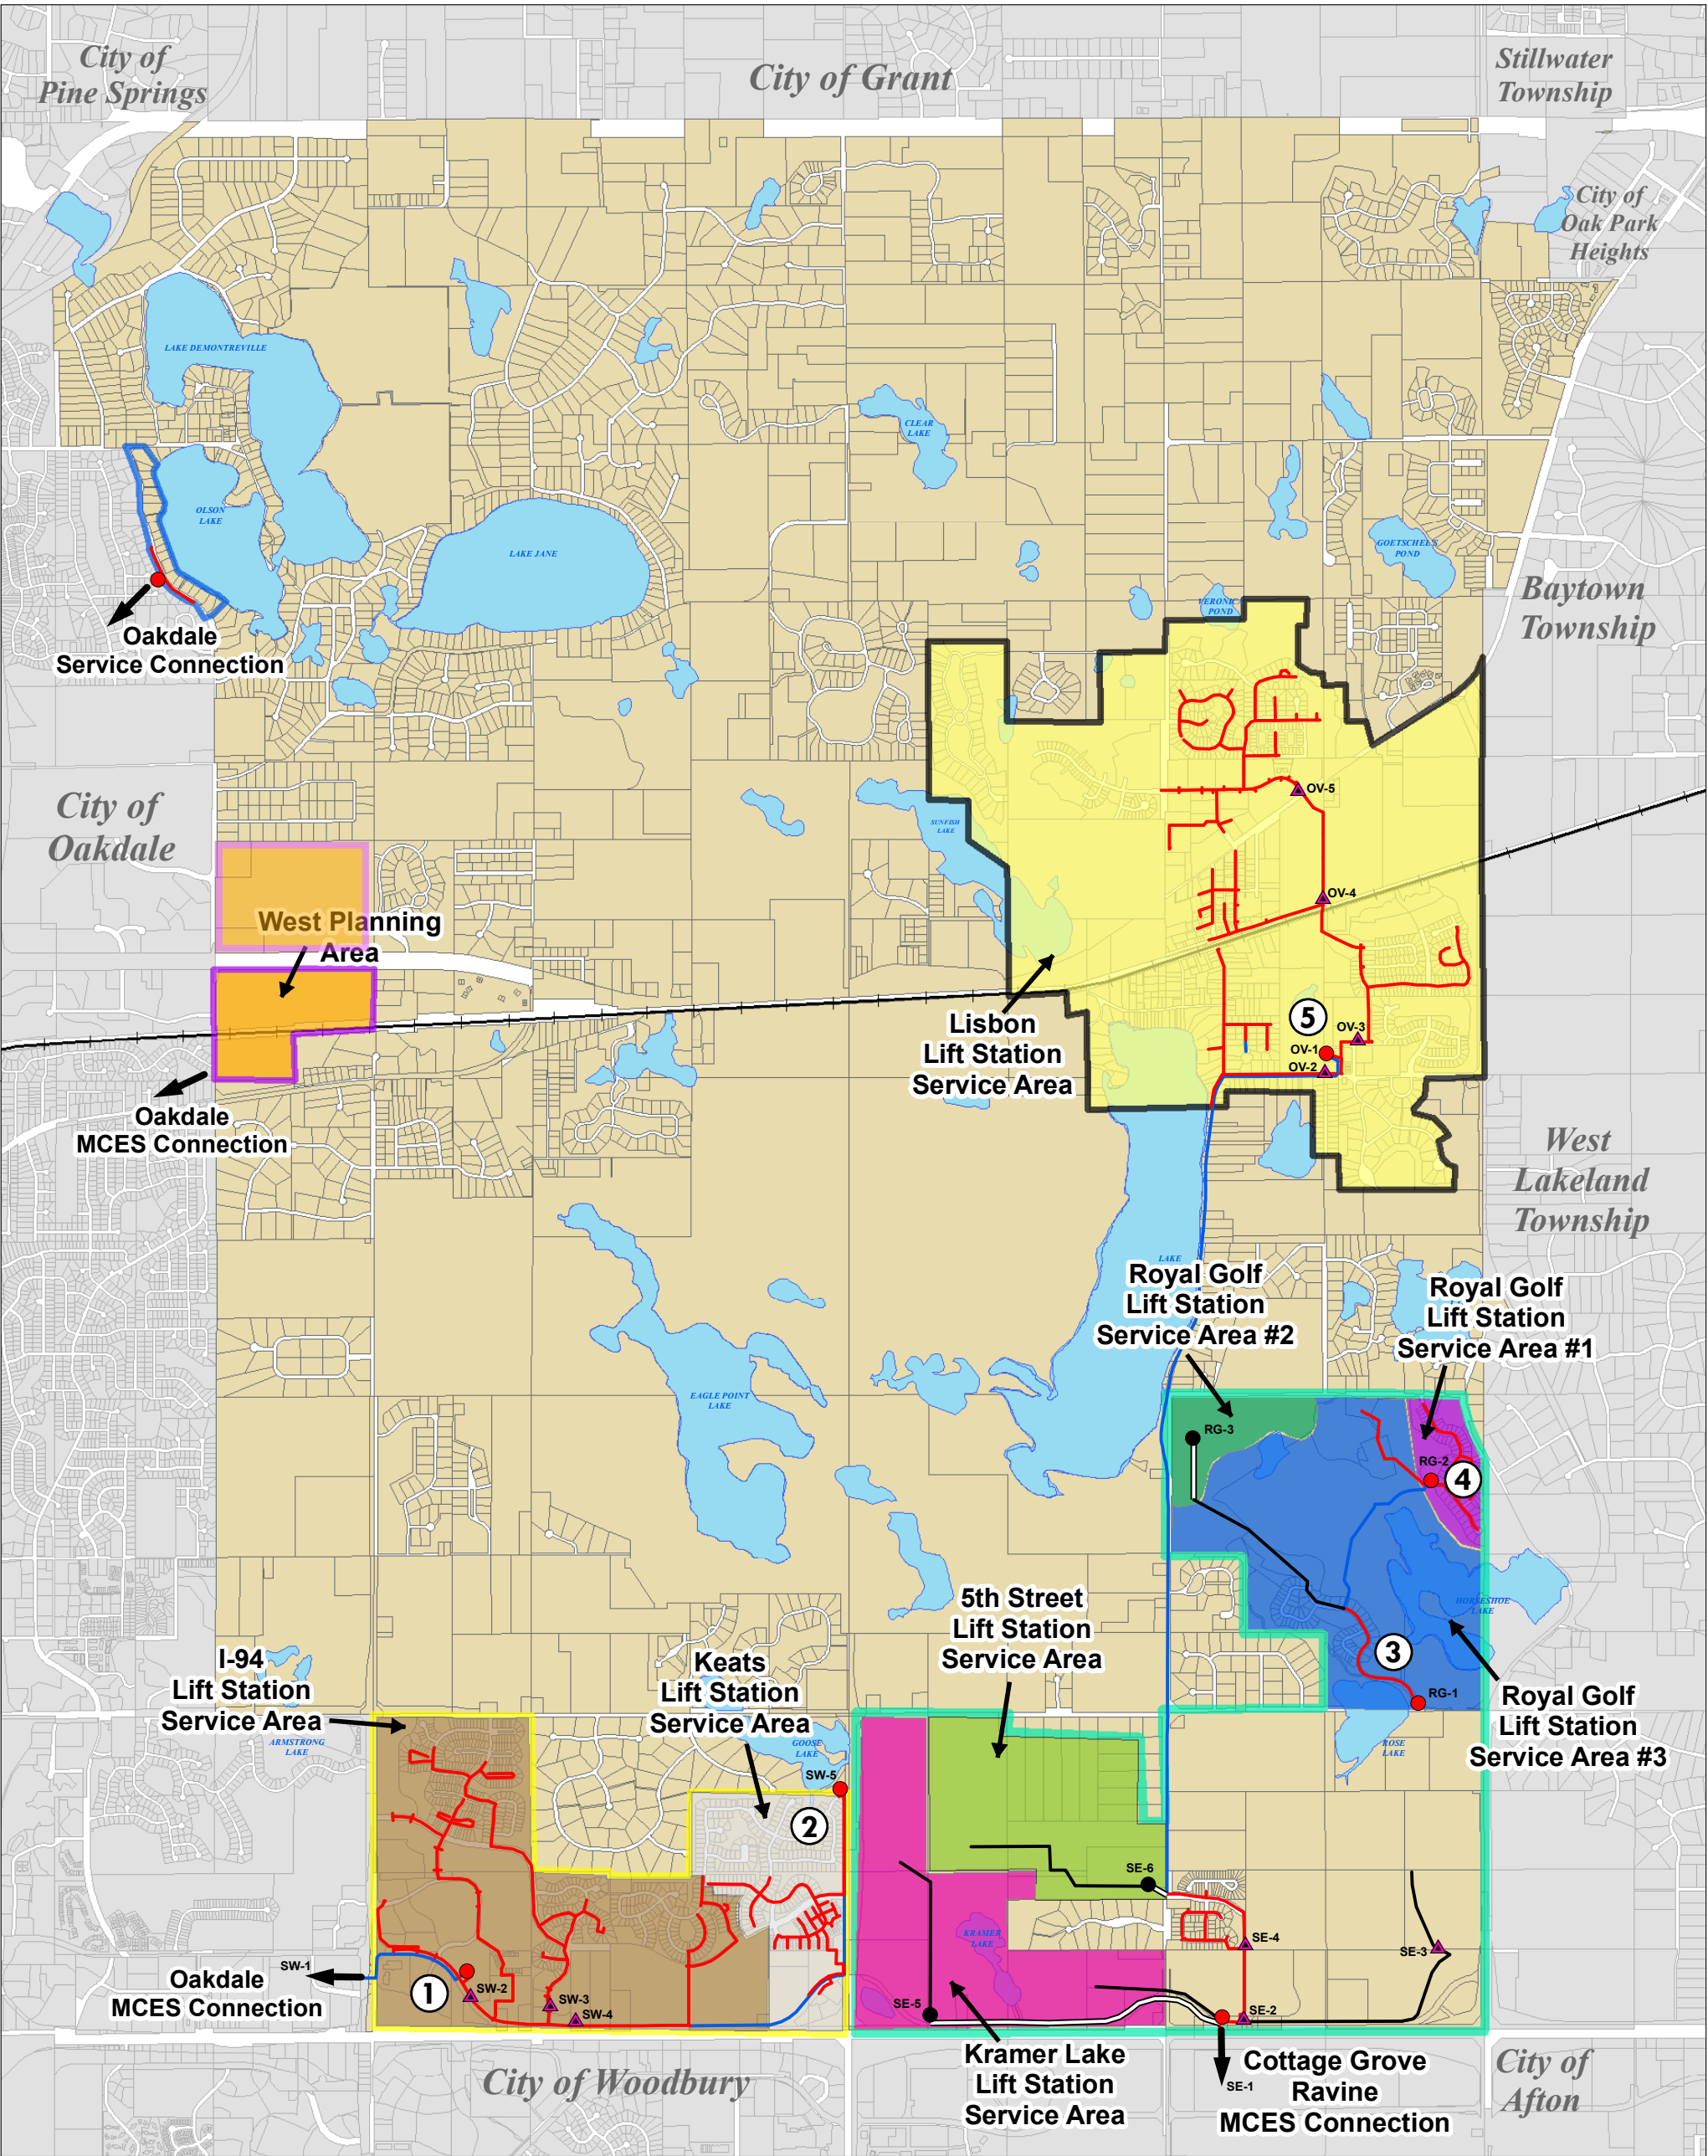 City of
Pine Springs
City of Grant
Stillwater
Township
City of
Oak Park
Heights
LAKE DEMONTREVILLE
CLEAR
LAKE
OLSON
LAKE
LAKE JANE
GOETSCHEL'S
POND
Baytown
Township
VERONICA
POND
Oakdale
Service Connection
City of
Oakdale
OV-5
SUNFISH
LAKE
West Planning
Area
OV-4
Lisbon
Lift Station
Service Area
5
OV-3
OV-1
OV-2
Oakdale
MCES Connection
West
Lakeland
Township
LAKE
Royal Golf
Lift Station
Service Area #2
Royal Golf
Lift Station
Service Area #1
EAGLE POINT
LAKE
RG-3
RG-2
4
HORSESHOE
LAKE
5th Street
Lift Station
Service Area
3
I-94
Lift Station
Service Area
Keats
Lift Station
Service Area
RG-1
Royal Golf
Lift Station
Service Area #3
ARMSTRONG
LAKE
GOOSE
LAKE
ROSE
LAKE
SW-5
2
SE-6
KRAMER
LAKE
SE-4
SE-3
SW-1
Oakdale
MCES Connection
1
SW-2
SW-3
SW-4
SE-5
SE-2
City of Woodbury
Kramer Lake
Lift Station
Service Area
SE-1
Cottage Grove
Ravine
MCES Connection
City of
Afton